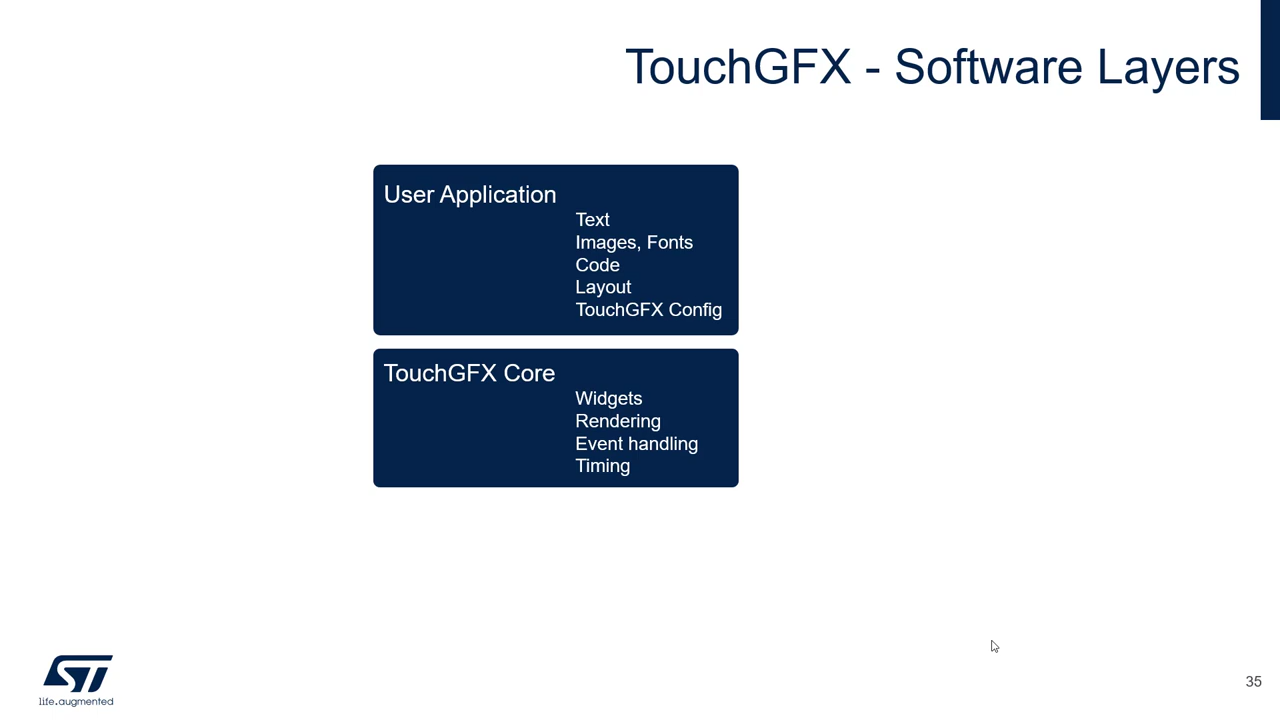 TouchGFX - Software Layers
User Application
Text
Images, Fonts
Code
Layout
TouchGFX Config
TouchGFX Core
Widgets
Rendering
Event handling
Timing
ST
life.augmented
35